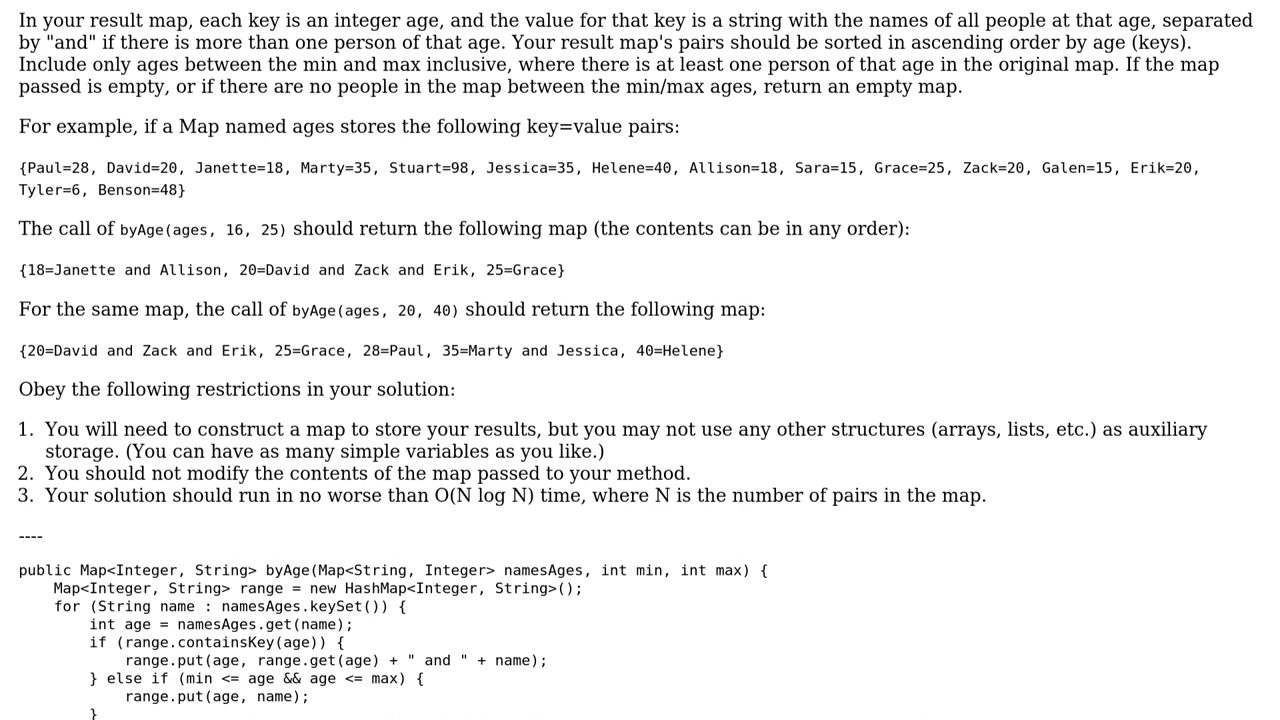 In your result map, each key is an integer age, and the value for that key is a string with the names of all people at that age, separated
by "and" if there is more than one person of that age. Your result map's pairs should be sorted in ascending order by age (keys).
Include only ages between the min and max inclusive, where there is at least one person of that age in the original map. If the map
passed is empty, or if there are no people in the map between the min/max ages, return an empty map.
For example, if a Map named ages stores the following key=value pairs:
{Paul=28, David=20, Janette=18, Marty=35, Stuart=98, Jessica=35, Helene=40, Allison=18, Sara=15, Grace=25, Zack=20, Galen=15, Erik=20,
Tyler=6, Benson=48}
The call of byAge(ages, 16, 25) should return the following map (the contents can be in any order):
{18=Janette and Allison, 20=David and Zack and Erik, 25=Grace}
For the same map, the call of byAge(ages, 20, 40) should return the following map:
{20=David and Zack and Erik, 25=Grace, 28=Paul, 35=Marty and Jessica, 40=Helene}
Obey the following restrictions in your solution:
1. You will need to construct a map to store your results, but you may not use any other structures (arrays, lists, etc.) as auxiliary
storage. (You can have as many simple variables as you like.)
2. You should not modify the contents of the map passed to your method.
3. Your solution should run in no worse than O(N log N) time, where N is the number of pairs in the map.
----
public Map<Integer, String> byAge(Map<String, Integer> namesAges, int min, int max) {
    Map<Integer, String> range = new HashMap<Integer, String>();
    for (String name : namesAges.keySet()) {
        int age = namesAges.get(name);
        if (range.containsKey(age)) {
            range.put(age, range.get(age) + " and " + name);
        } else if (min <= age && age <= max) {
            range.put(age, name);
        }